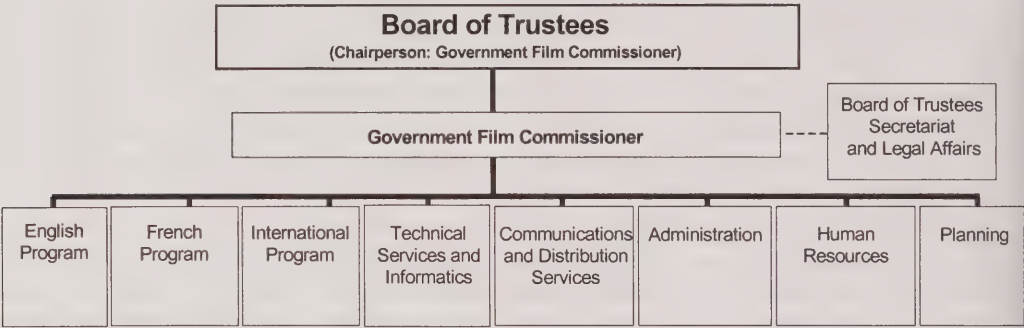 Board of Trustees
(Chairperson: Government Film Commissioner)
Government Film Commissioner
Board of Trustees
Secretariat
and Legal Affairs
English
Program
French
Program
International
Program
Technical
Services and
Informatics
Communications
and Distribution
Services
Administration
Human
Resources
Planning